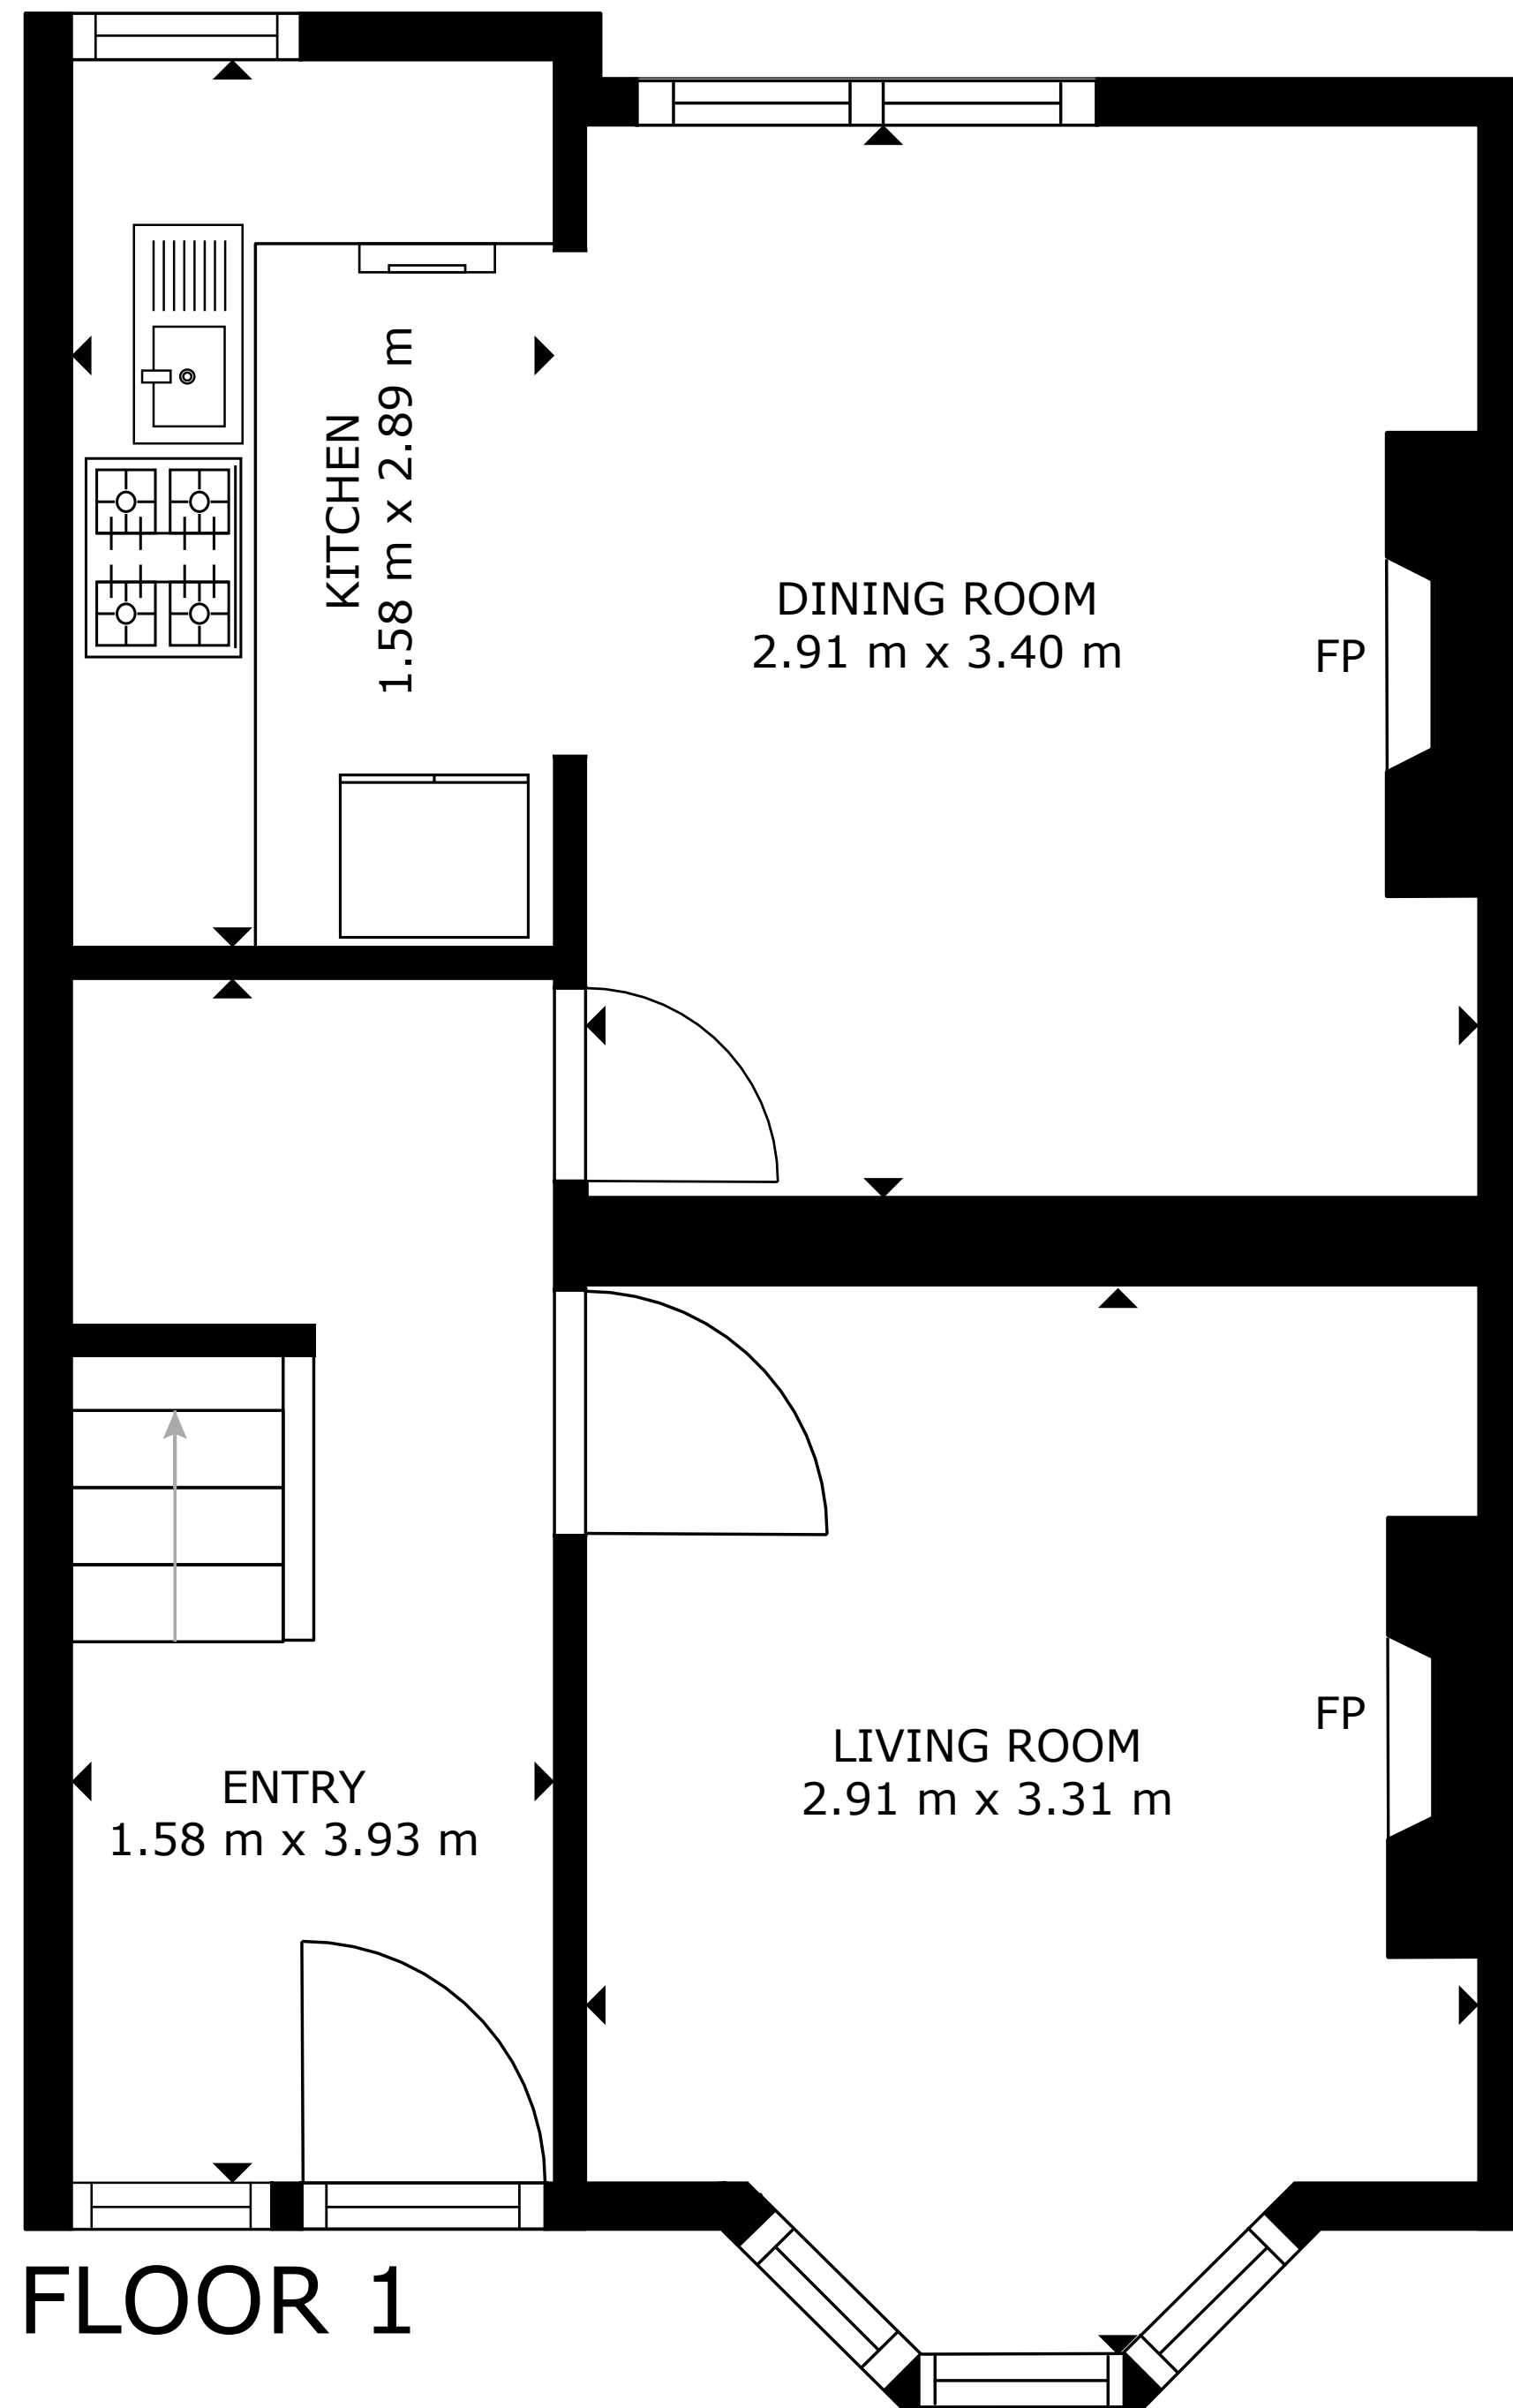 KITCHEN
1.58 m x 2.89 m
DINING ROOM
2.91 m x 3.40 m
FP
LIVING ROOM
2.91 m x 3.31 m
FP
ENTRY
1.58 m x 3.93 m
FLOOR 1